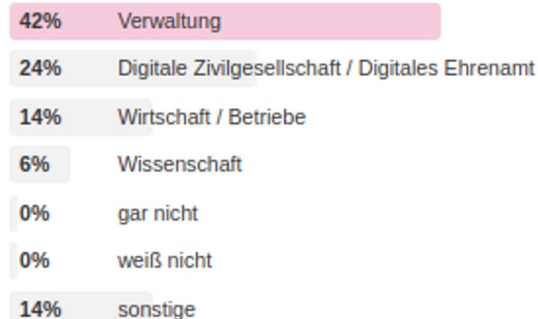 42% Verwaltung
24% Digitale Zivilgesellschaft / Digitales Ehrenamt
14% Wirtschaft / Betriebe
6% Wissenschaft
0% gar nicht
0% weiß nicht
14% sonstige